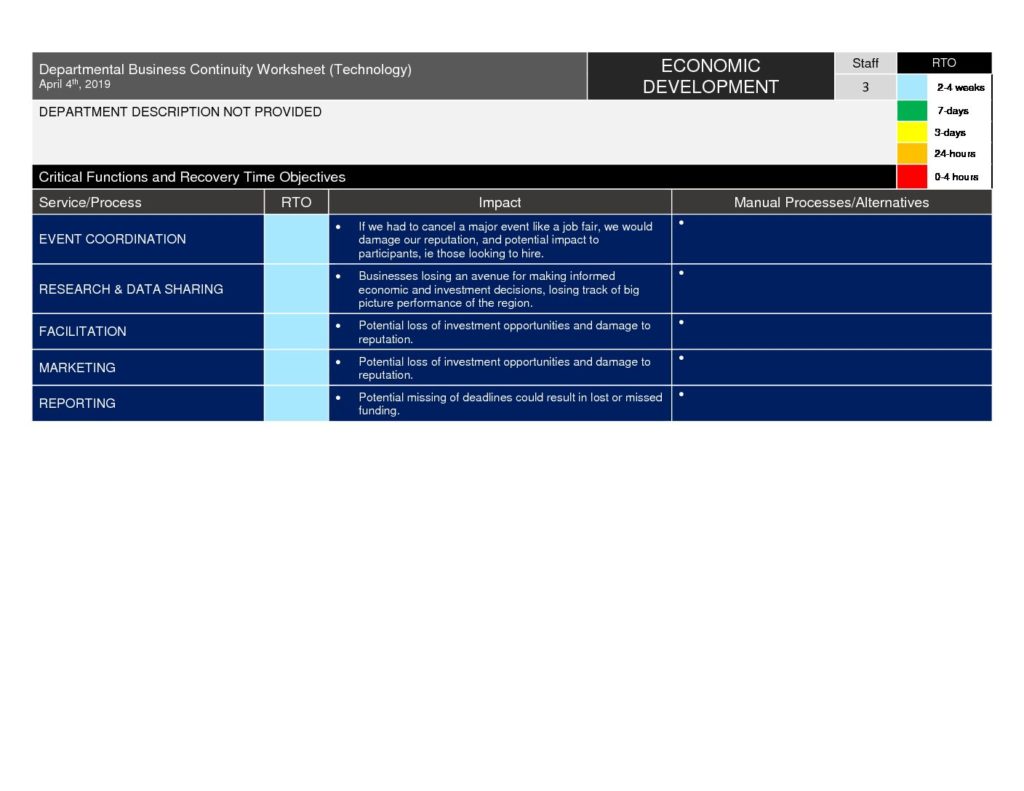 Departmental Business Continuity Worksheet (Technology)
April 4th, 2019
ECONOMIC
DEVELOPMENT
Staff
3
RTO
2-4 weeks
7-days
3-days
24-hours
0-4 hours
DEPARTMENT DESCRIPTION NOT PROVIDED
Critical Functions and Recovery Time Objectives
Service/Process
RTO
Impact
Manual Processes/Alternatives
EVENT COORDINATION
• If we had to cancel a major event like a job fair, we would
damage our reputation, and potential impact to
participants, ie those looking to hire.
•
RESEARCH & DATA SHARING
• Businesses losing an avenue for making informed
economic and investment decisions, losing track of big
picture performance of the region.
•
FACILITATION
• Potential loss of investment opportunities and damage to
reputation.
•
MARKETING
• Potential loss of investment opportunities and damage to
reputation.
•
REPORTING
• Potential missing of deadlines could result in lost or missed
funding.
•